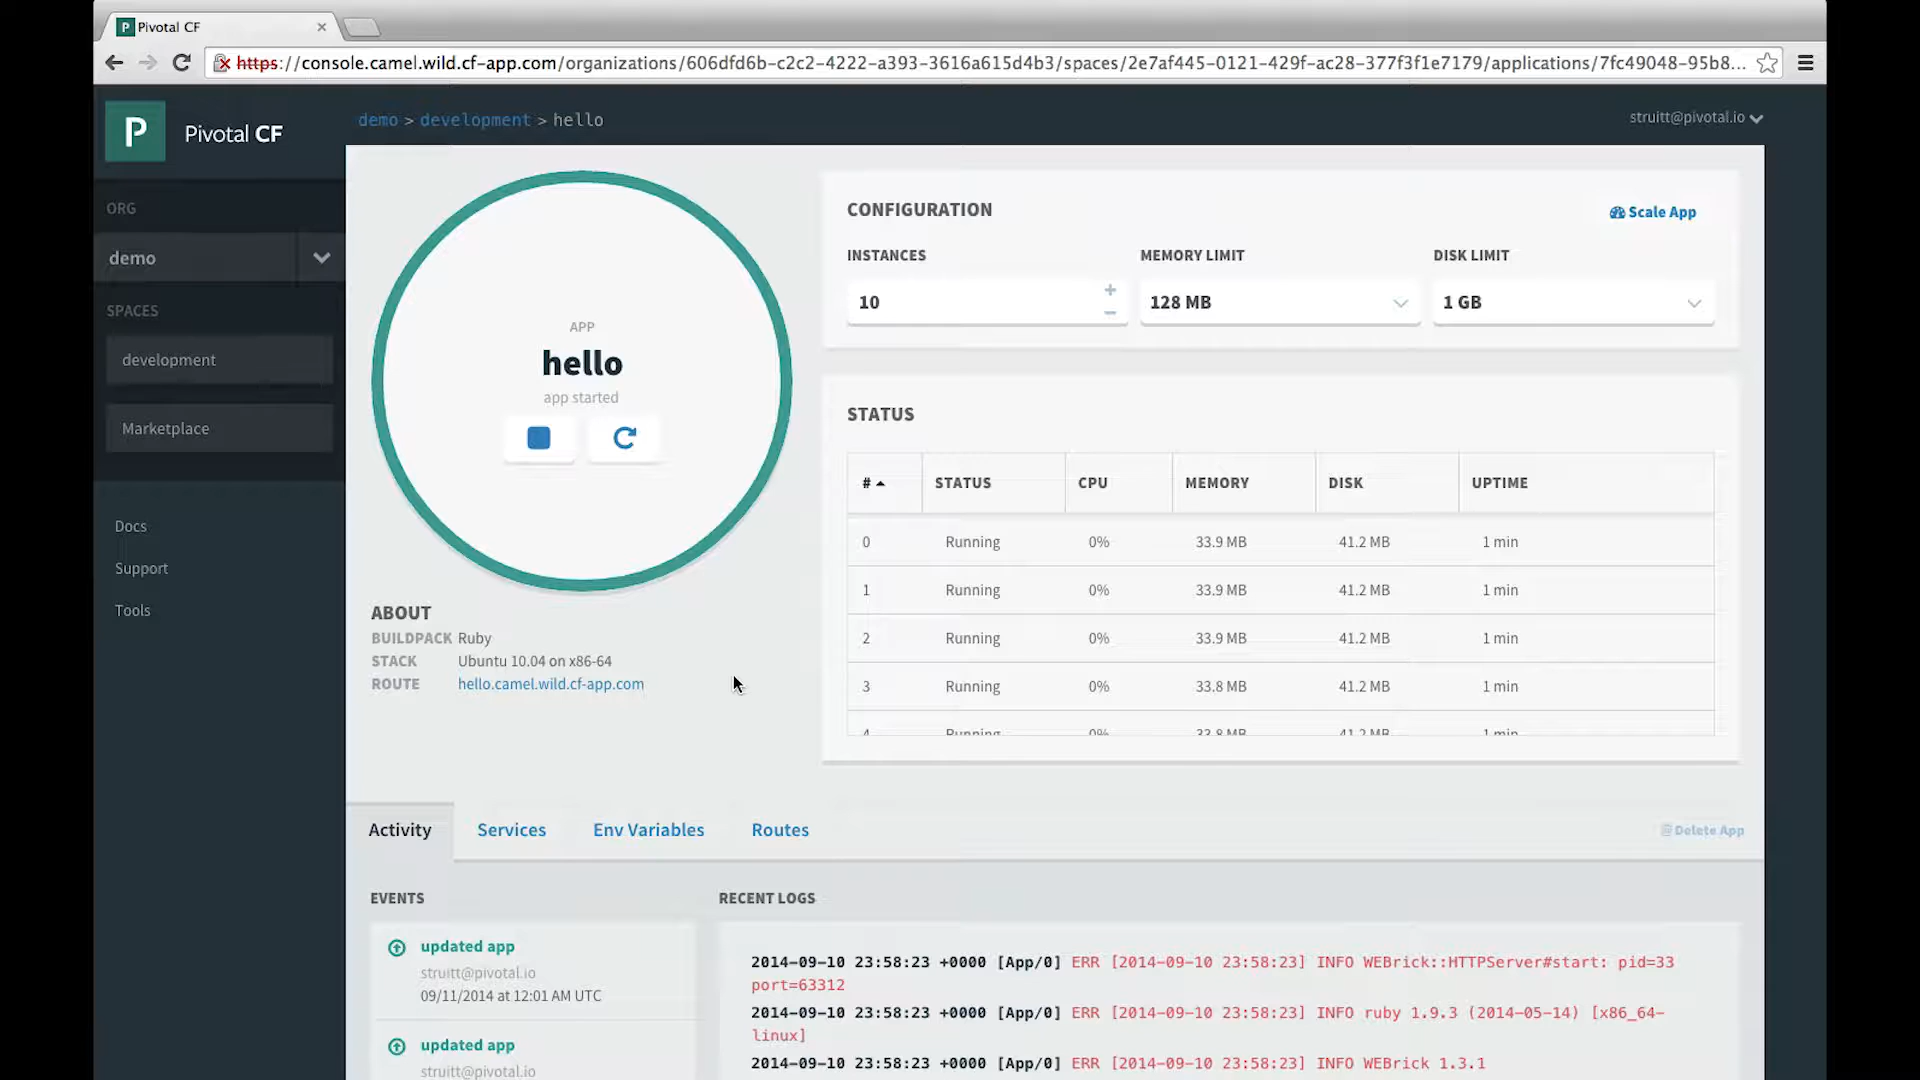 P Pivotal CF
https://console.camel.wild.cf-app.com/organizations/606dfd6b-c2c2-4222-a393-3616a615d4b3/spaces/2e7af445-0121-429f-ac28-377f3f1e7179/applications/7fc49048-95b8...
P Pivotal CF
demo > development > hello
struitt@pivotal.io
ORG
demo
SPACES
development
Marketplace
Docs
Support
Tools
APP
hello
app started
ABOUT
BUILDPACK Ruby
STACK Ubuntu 10.04 on x86-64
ROUTE hello.camel.wild.cf-app.com
CONFIGURATION
Scale App
INSTANCES MEMORY LIMIT DISK LIMIT
10 128 MB 1 GB
STATUS
# STATUS CPU MEMORY DISK UPTIME
0 Running 0% 33.9 MB 41.2 MB 1 min
1 Running 0% 33.9 MB 41.2 MB 1 min
2 Running 0% 33.9 MB 41.2 MB 1 min
3 Running 0% 33.8 MB 41.2 MB 1 min
4 Running 0% 33.8 MB 41.2 MB 1 min
Activity Services Env Variables Routes
Delete App
EVENTS
updated app
struitt@pivotal.io
09/11/2014 at 12:01 AM UTC
updated app
struitt@pivotal.io
RECENT LOGS
2014-09-10 23:58:23 +0000 [App/0] ERR [2014-09-10 23:58:23] INFO WEBrick::HTTPServer#start: pid=33
port=63312
2014-09-10 23:58:23 +0000 [App/0] ERR [2014-09-10 23:58:23] INFO ruby 1.9.3 (2014-05-14) [x86_64-
linux]
2014-09-10 23:58:23 +0000 [App/0] ERR [2014-09-10 23:58:23] INFO WEBrick 1.3.1